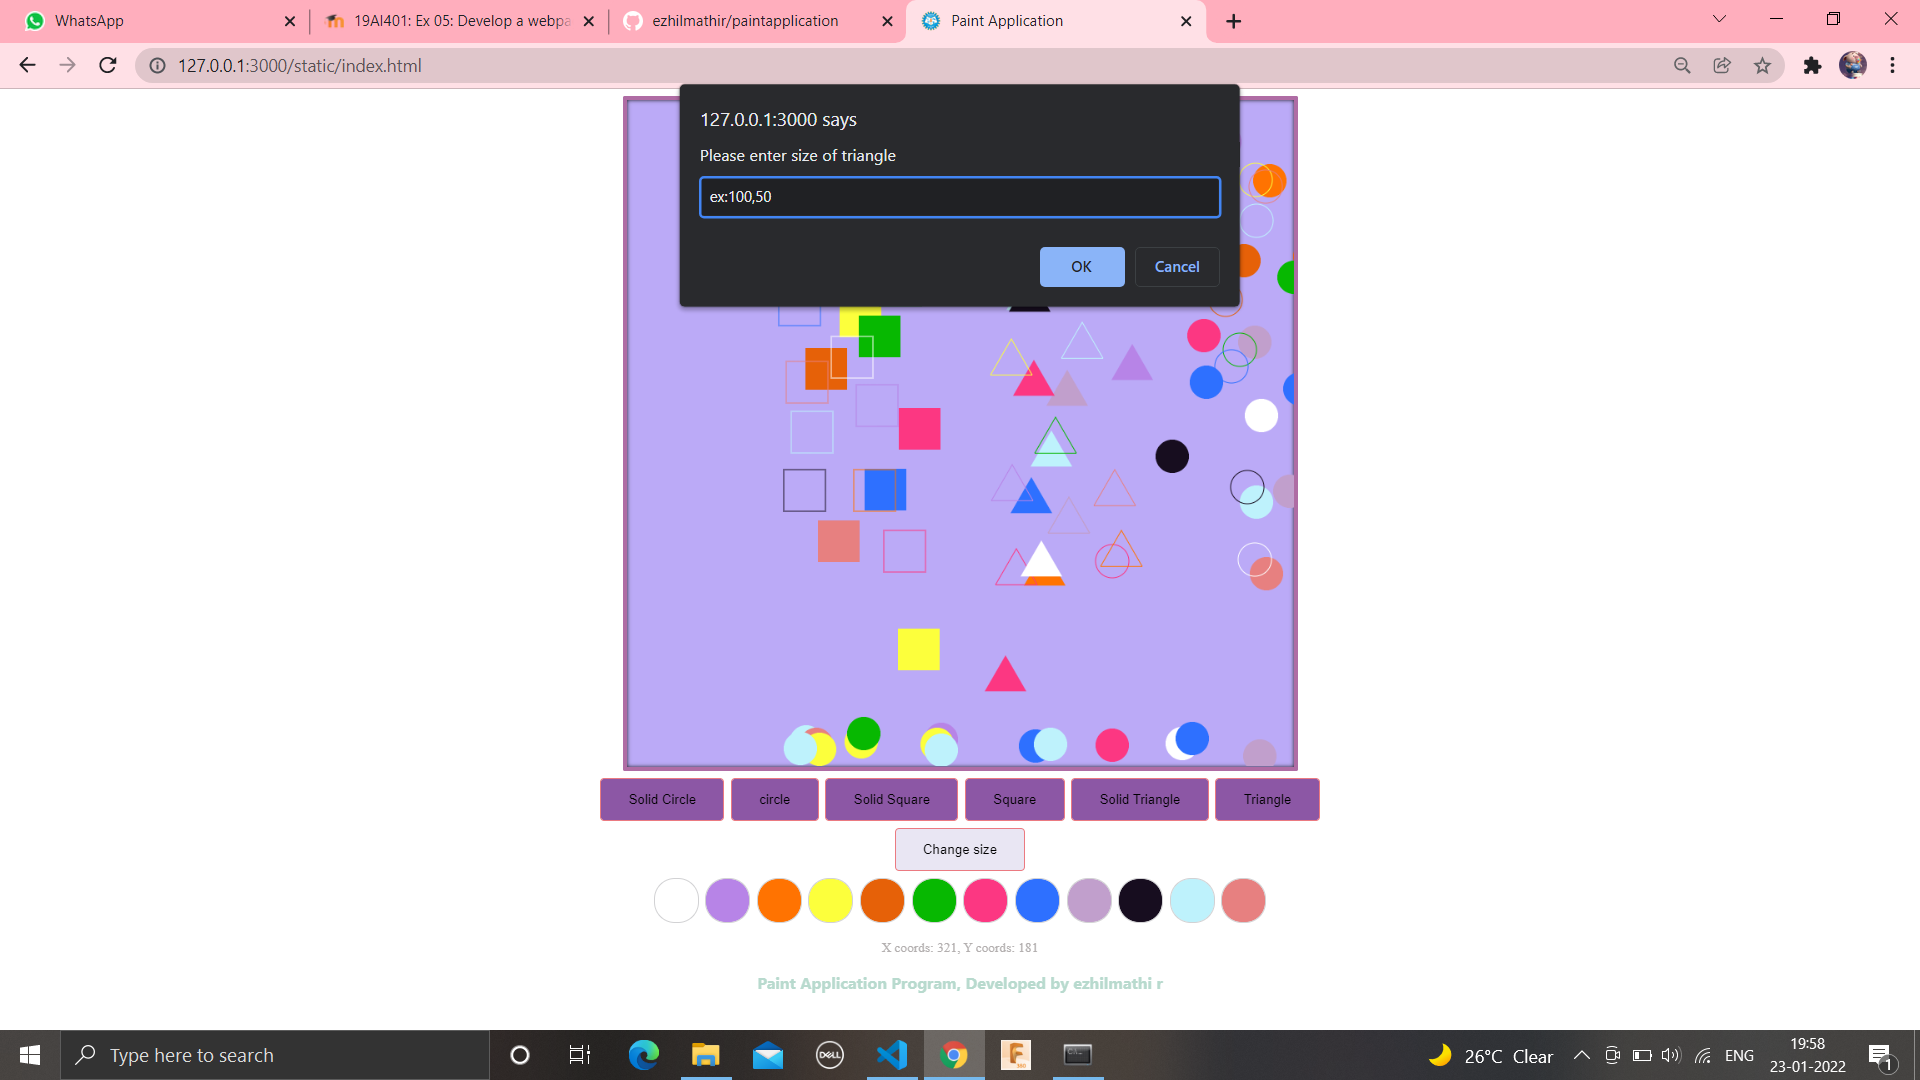 WhatsApp
19AI401: Ex 05: Develop a webpa
ezhilmathir/paintapplication
Paint Application
127.0.0.1:3000/static/index.html
127.0.0.1:3000 says
Please enter size of triangle
ex:100,50
OK
Cancel
Solid Circle
circle
Solid Square
Square
Solid Triangle
Triangle
Change size
X coords: 321, Y coords: 181
Paint Application Program, Developed by ezhilmathi r
Type here to search
DELL
26°C Clear
ENG
19:58
23-01-2022
1